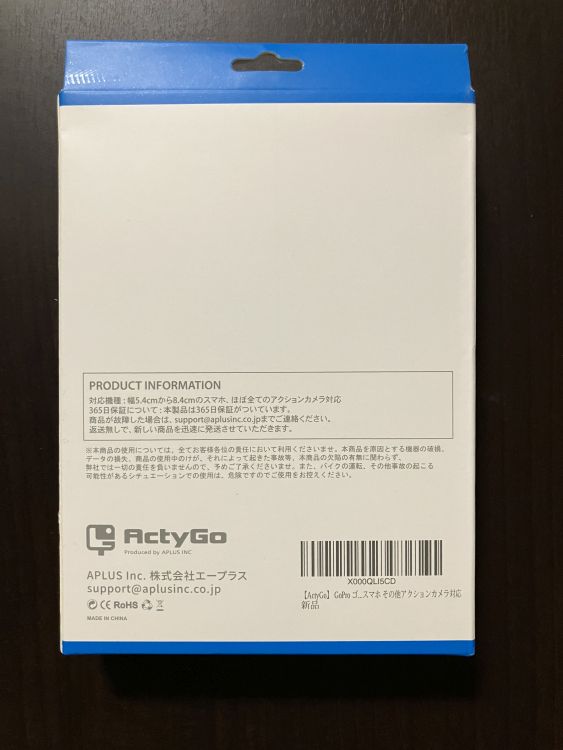 PRODUCT INFORMATION
対応機種：幅5.4cmから8.4cmのスマホ、ほぼ全てのアクションカメラ対応
365日保証について：本製品は365日保証がついています。
商品が故障した場合は、support@aplusinc.co.jpまでご連絡ください。
返送無しで、新しい商品を迅速に発送させていただきます。
※本商品の使用については、全てお客様各位の責任において利用くださいませ。本商品を原因とする機器の破損、
データの損失、商品の使用中のけが、それによって起きた事故等、本商品の欠陥の有無に関わらず、
弊社では一切の責任を負いませんので、予めご了承くださいませ。また、バイクの運転、その他事故の起こる
可能性があるシチュエーションでの使用は、危険ですのでご使用をお控えください。
ActyGo
Produced by APLUS INC
APLUS Inc. 株式会社エープラス
support@aplusinc.co.jp
CE RoHS
MADE IN CHINA
X000QLI5CD
【ActyGo】 GoPro ゴ...スマホ その他アクションカメラ対応
新品